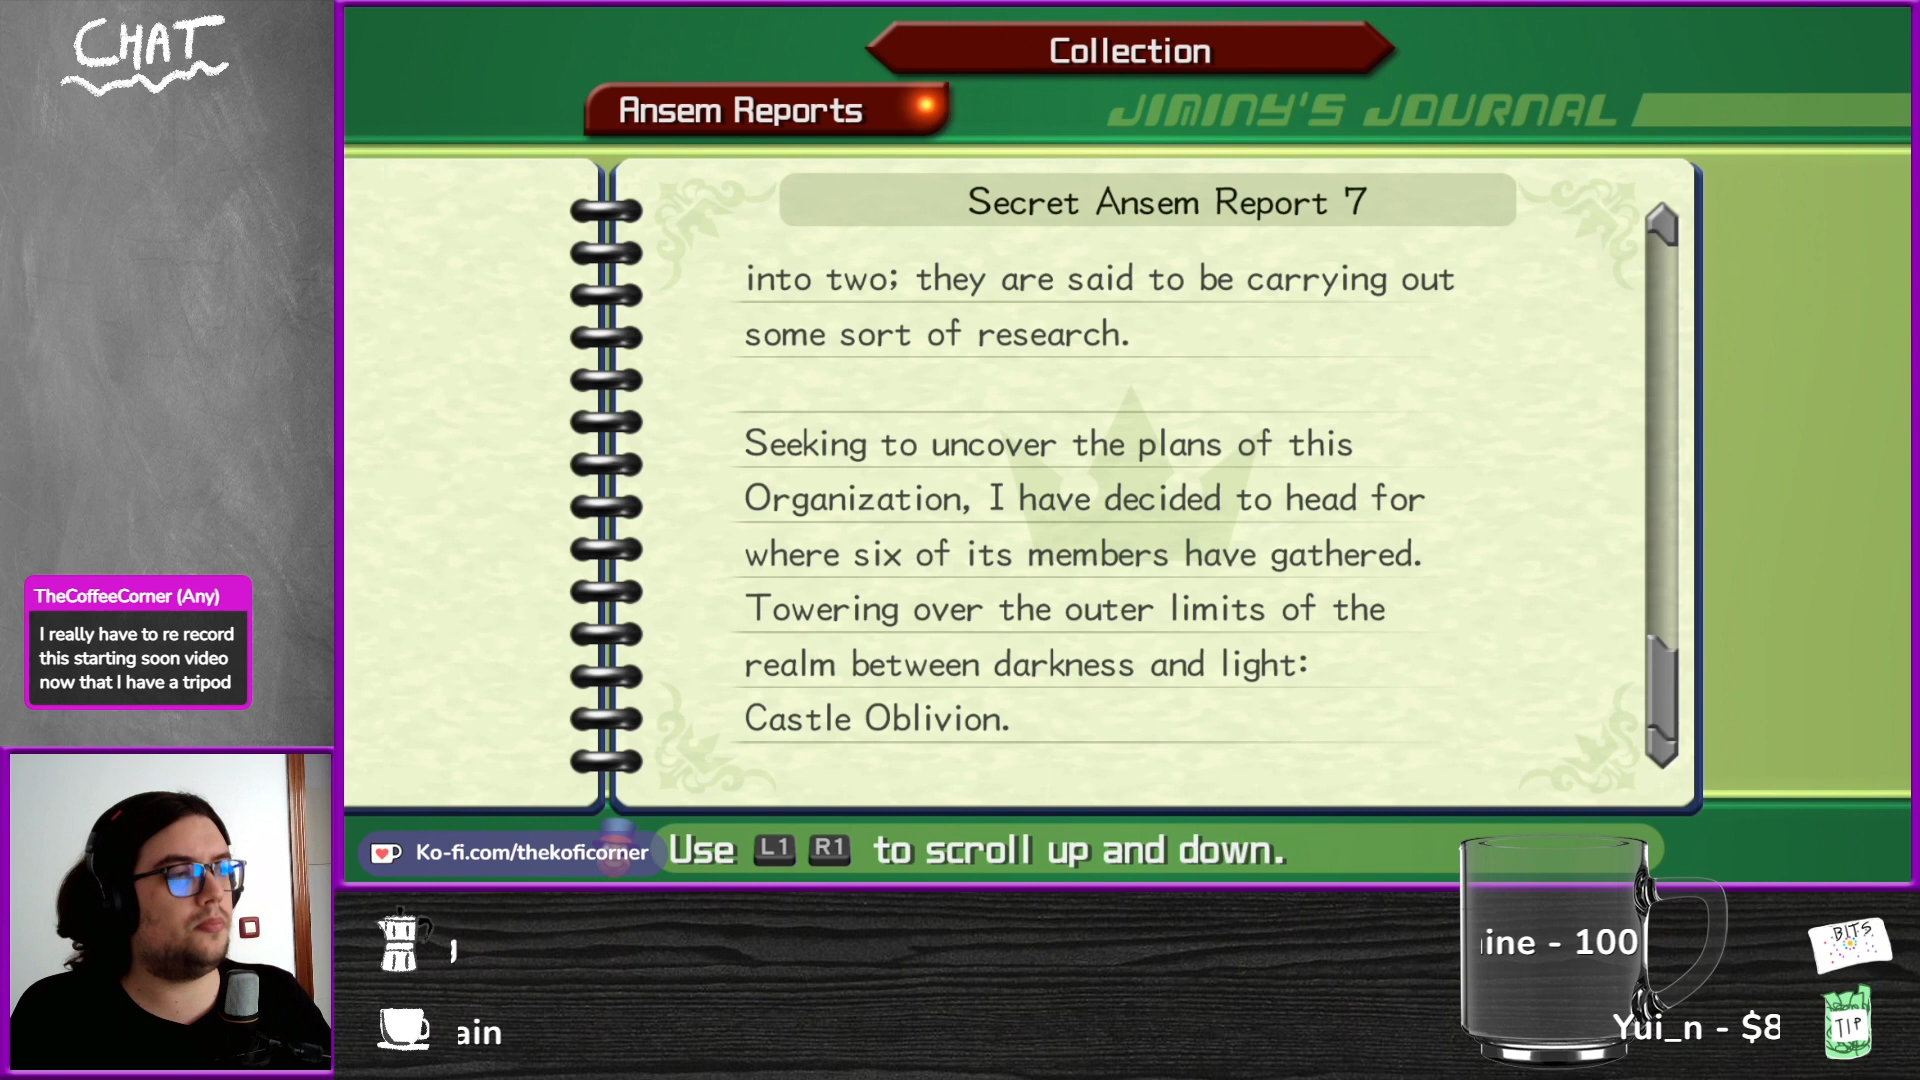 CHAT
Collection
Ansem Reports
JIMINY'S JOURNAL
Secret Ansem Report 7
into two; they are said to be carrying out
some sort of research.
Seeking to uncover the plans of this
Organization, I have decided to head for
where six of its members have gathered.
Towering over the outer limits of the
realm between darkness and light:
Castle Oblivion.
TheCoffeeCorner (Any)
I really have to re record
this starting soon video
now that I have a tripod
Ko-fi.com/thekoficorner
Use L1 R1 to scroll up and down.
ine - 100
BITS
ain
Yui_n - $8
TIP